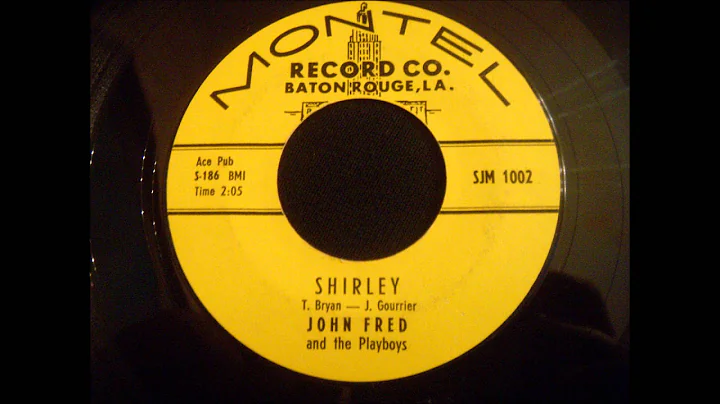 MONTEL
RECORD CO.
BATON ROUGE, LA.
Ace Pub
S-186 BMI
Time 2:05
SJM 1002
SHIRLEY
T. Bryan — J. Gourrier
JOHN FRED
and the Playboys